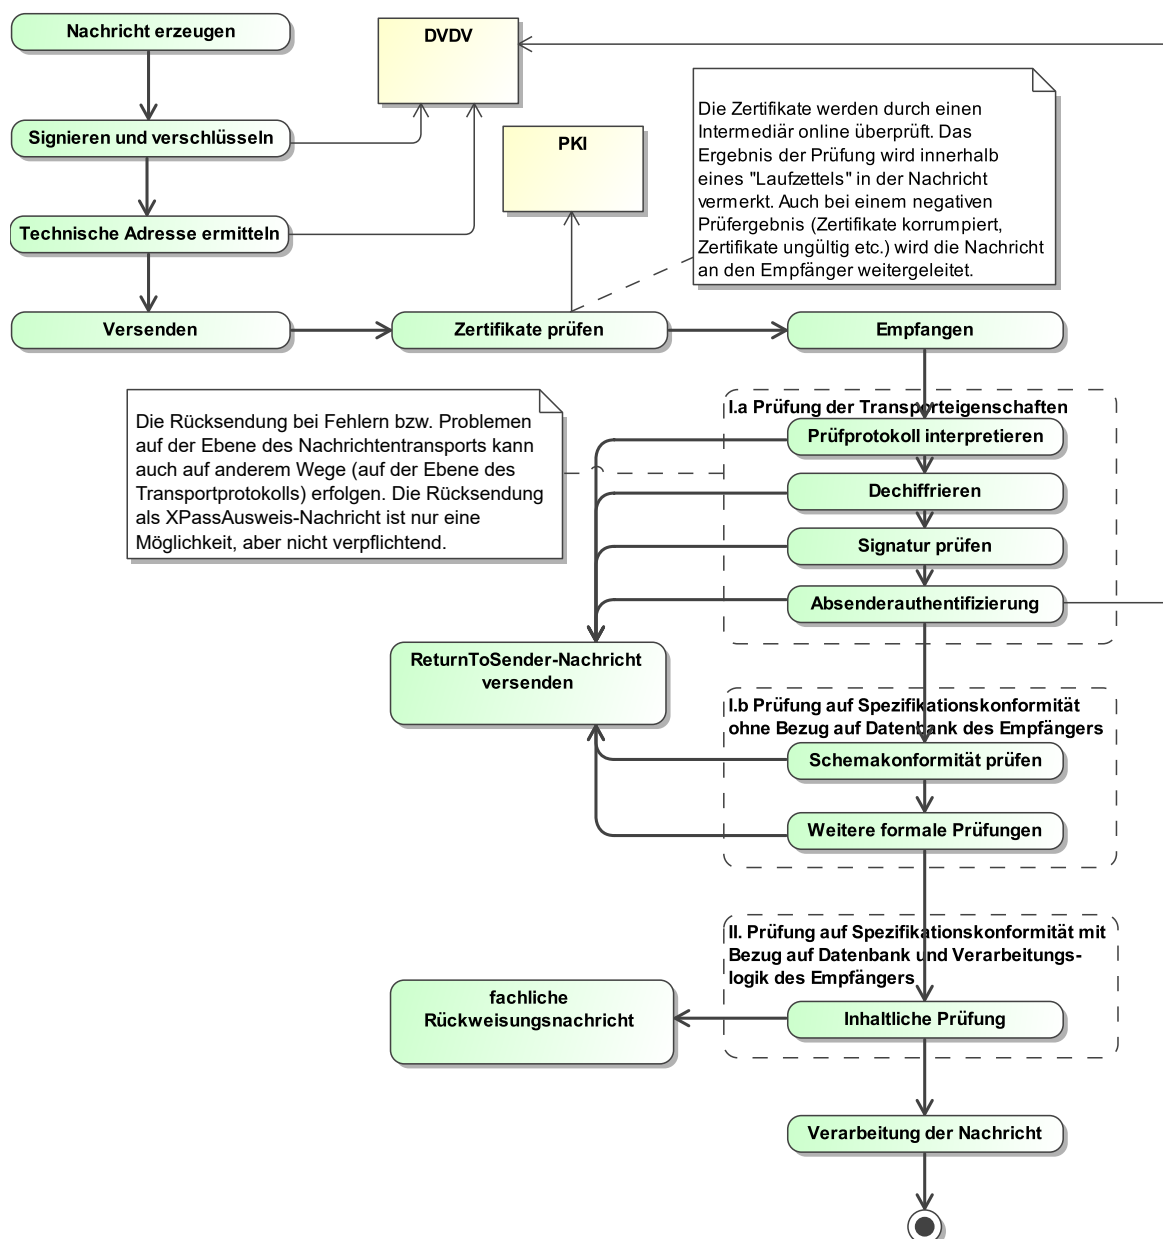 Nachricht erzeugen
DVDV
Signieren und verschlüsseln
PKI
Die Zertifikate werden durch einen
Intermediär online überprüft. Das
Ergebnis der Prüfung wird innerhalb
eines "Laufzettels" in der Nachricht
vermerkt. Auch bei einem negativen
Prüfergebnis (Zertifikate korrumpiert,
Zertifikate ungültig etc.) wird die Nachricht
an den Empfänger weitergeleitet.
Technische Adresse ermitteln
Versenden
Zertifikate prüfen
Empfangen
Die Rücksendung bei Fehlern bzw. Problemen
auf der Ebene des Nachrichtentransports kann
auch auf anderem Wege (auf der Ebene des
Transportprotokolls) erfolgen. Die Rücksendung
als XPassAusweis-Nachricht ist nur eine
Möglichkeit, aber nicht verpflichtend.
I.a Prüfung der Transporteigenschaften
Prüfprotokoll interpretieren
Dechiffrieren
Signatur prüfen
Absenderauthentifizierung
ReturnToSender-Nachricht
versenden
I.b Prüfung auf Spezifikationskonformität
ohne Bezug auf Datenbank des Empfängers
Schemakonformität prüfen
Weitere formale Prüfungen
II. Prüfung auf Spezifikationskonformität mit
Bezug auf Datenbank und Verarbeitungs-
logik des Empfängers
fachliche
Rückweisungsnachricht
Inhaltliche Prüfung
Verarbeitung der Nachricht